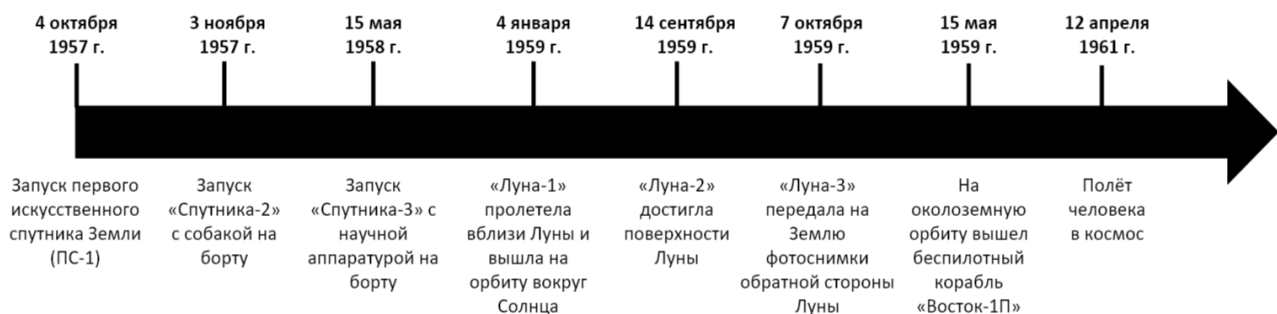 4 октября
1957 г.
3 ноября
1957 г.
15 мая
1958 г.
4 января
1959 г.
14 сентября
1959 г.
7 октября
1959 г.
15 мая
1959 г.
12 апреля
1961 г.
Запуск первого
искусственного
спутника Земли
(ПС-1)
Запуск
«Спутника-2»
с собакой на
борту
Запуск
«Спутника-3» с
научной
аппаратурой на
борту
«Луна-1»
пролетела
вблизи Луны и
вышла на
орбиту вокруг
Солнца
«Луна-2»
достигла
поверхности
Луны
«Луна-3»
передала на
Землю
фотоснимки
обратной стороны
Луны
На
околоземную
орбиту вышел
беспилотный
корабль
«Восток-1П»
Полёт
человека
в космос